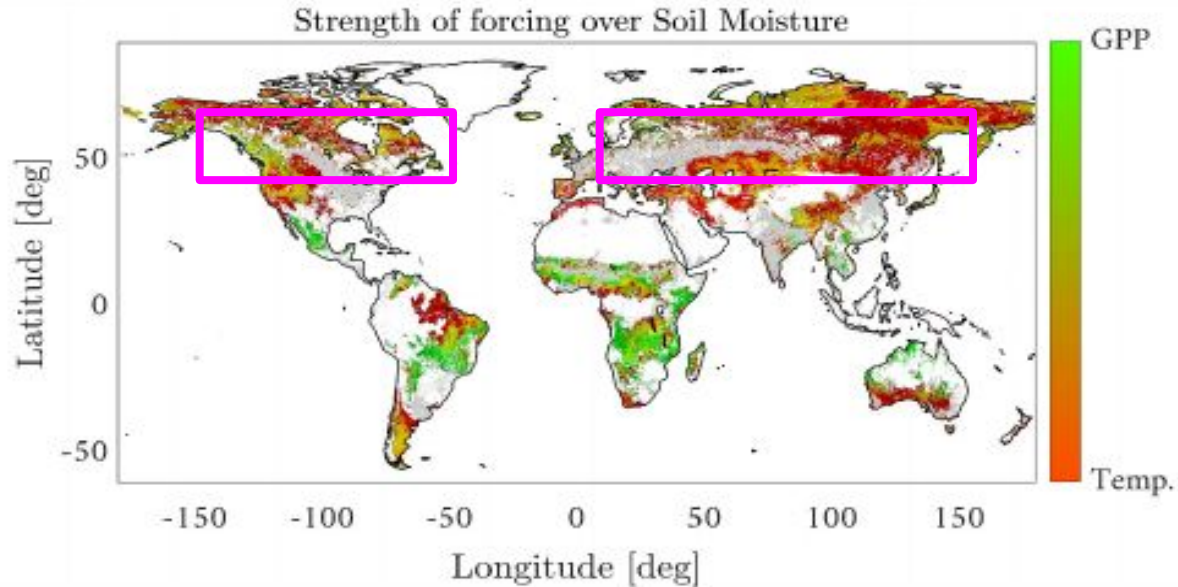 Strength of forcing over Soil Moisture
GPP
50
0
-50
Latitude [deg]
Temp.
-150 -100 -50 0 50 100 150
Longitude [deg]